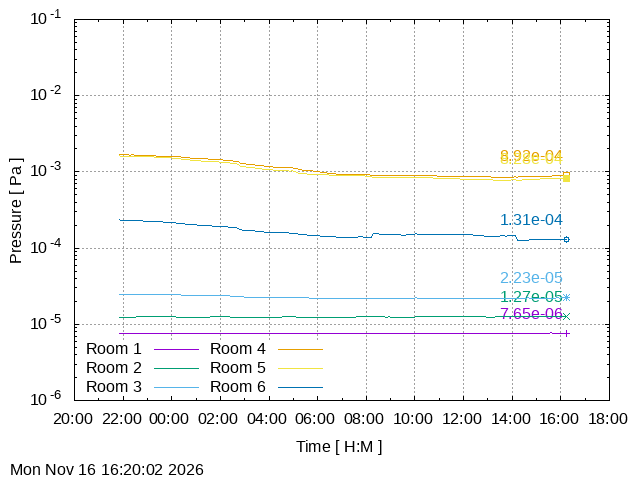 10^-1
10^-2
10^-3
10^-4
10^-5
10^-6
Pressure [ Pa ]
8.92e-04
1.31e-04
2.23e-05
1.27e-05
7.65e-06
Room 1 Room 4
Room 2 Room 5
Room 3 Room 6
20:00 22:00 00:00 02:00 04:00 06:00 08:00 10:00 12:00 14:00 16:00 18:00
Time [ H:M ]
Mon Nov 16 16:20:02 2026